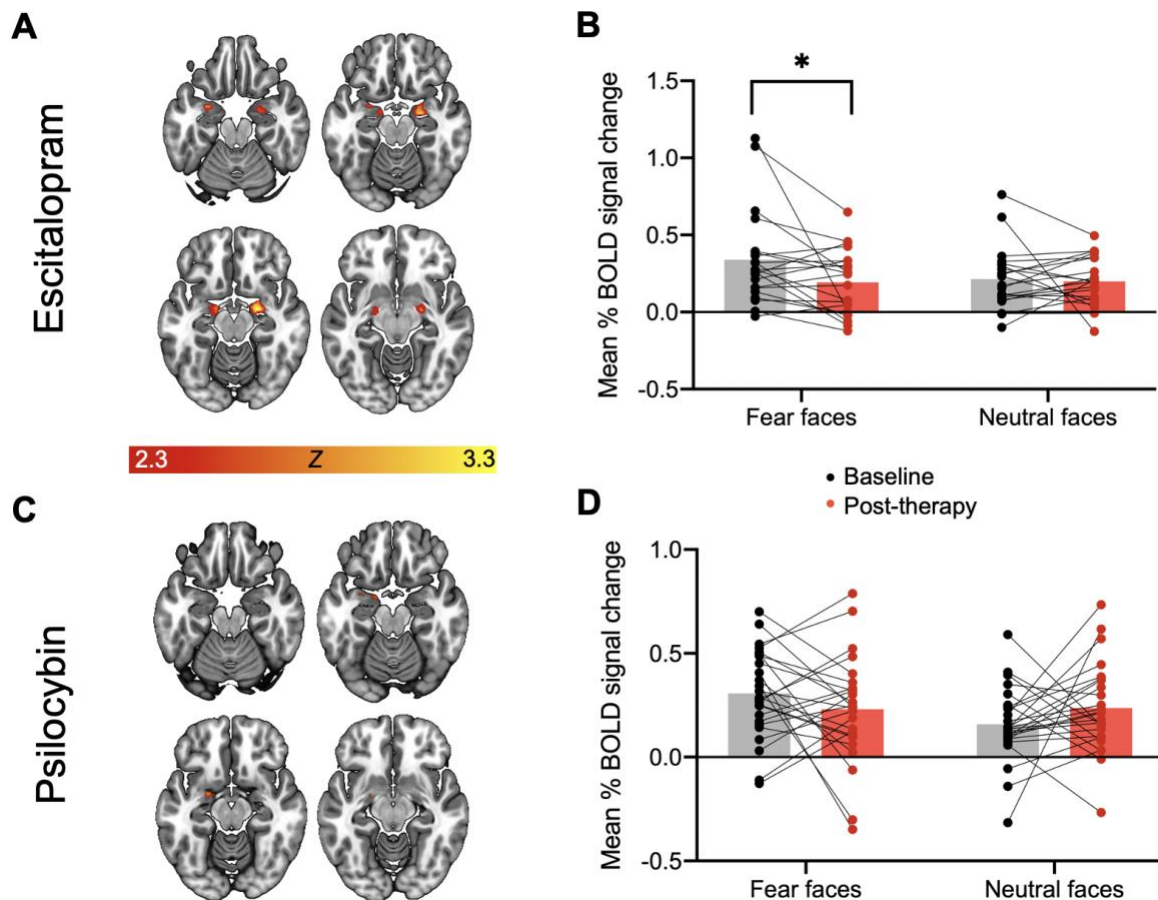 A
Escitalopram
2.3 Z 3.3
B
*
Mean % BOLD signal change
1.5
1.0
0.5
0.0
-0.5
Fear faces Neutral faces
Baseline
Post-therapy
C
Psilocybin
D
Mean % BOLD signal change
1.0
0.5
0.0
-0.5
Fear faces Neutral faces